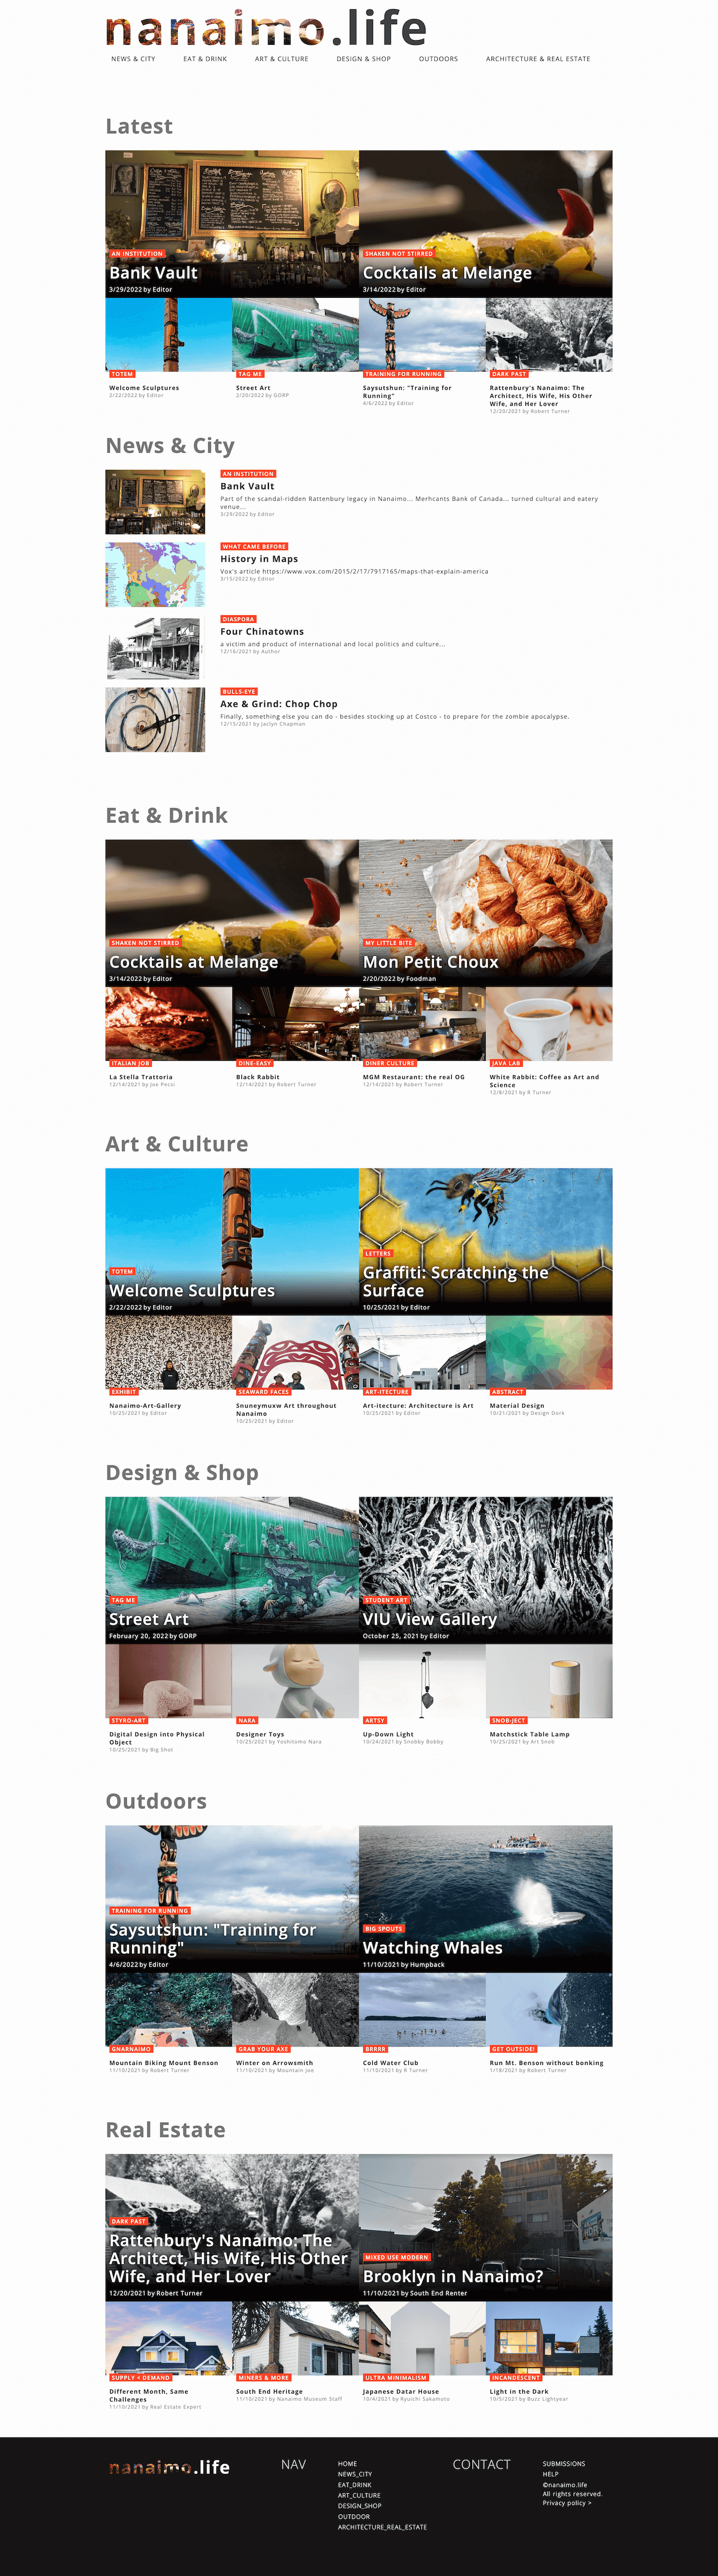 nanaimo.life
NEWS & CITY
EAT & DRINK
ART & CULTURE
DESIGN & SHOP
OUTDOORS
ARCHITECTURE & REAL ESTATE
Latest
AN INSTITUTION
Bank Vault
3/29/2022 by Editor
SHAKEN NOT STIRRED
Cocktails at Melange
3/14/2022 by Editor
TOTEM
Welcome Sculptures
2/22/2022 by Editor
TAG ME
Street Art
2/20/2022 by GORP
TRAINING FOR RUNNING
Saysutshun: "Training for
Running"
4/6/2022 by Editor
DARK PAST
Rattenbury's Nanaimo: The
Architect, His Wife, His Other
Wife, and Her Lover
12/20/2021 by Robert Turner
News & City
AN INSTITUTION
Bank Vault
Part of the scandal-ridden Rattenbury legacy in Nanaimo... Merhcants Bank of Canada... turned cultural and eatery
venue...
3/29/2022 by Editor
WHAT CAME BEFORE
History in Maps
Vox's article https://www.vox.com/2015/2/17/7917165/maps-that-explain-america
3/15/2022 by Editor
DIASPORA
Four Chinatowns
a victim and product of international and local politics and culture...
12/16/2021 by Author
BULLS-EYE
Axe & Grind: Chop Chop
Finally, something else you can do - besides stocking up at Costco - to prepare for the zombie apocalypse.
12/15/2021 by Jaclyn Chapman
Eat & Drink
SHAKEN NOT STIRRED
Cocktails at Melange
3/14/2022 by Editor
MY LITTLE BITE
Mon Petit Choux
2/20/2022 by Foodman
ITALIAN JOB
La Stella Trattoria
12/14/2021 by Joe Pesci
DINE-EASY
Black Rabbit
12/14/2021 by Robert Turner
DINER CULTURE
MGM Restaurant: the real OG
12/14/2021 by Robert Turner
JAVA LAB
White Rabbit: Coffee as Art and
Science
12/8/2021 by R Turner
Art & Culture
TOTEM
Welcome Sculptures
2/22/2022 by Editor
LETTERS
Graffiti: Scratching the
Surface
10/25/2021 by Editor
EXHIBIT
Nanaimo-Art-Gallery
10/25/2021 by Editor
SEAWARD FACES
Snuneymuxw Art throughout
Nanaimo
10/25/2021 by Editor
ART-ITECTURE
Art-itecture: Architecture is Art
10/25/2021 by Editor
ABSTRACT
Material Design
10/21/2021 by Design Dork
Design & Shop
TAG ME
Street Art
February 20, 2022 by GORP
STUDENT ART
VIU View Gallery
October 25, 2021 by Editor
STYRO-ART
Digital Design into Physical
Object
10/25/2021 by Big Shot
NARA
Designer Toys
10/25/2021 by Yoshitomo Nara
ARTSY
Up-Down Light
10/24/2021 by Snobby Bobby
SNOB-JECT
Matchstick Table Lamp
10/25/2021 by Art Snob
Outdoors
TRAINING FOR RUNNING
Saysutshun: "Training for
Running"
4/6/2022 by Editor
BIG SPOUTS
Watching Whales
11/10/2021 by Humpback
GNARNAIMO
Mountain Biking Mount Benson
11/10/2021 by Robert Turner
GRAB YOUR AXE
Winter on Arrowsmith
11/10/2021 by Mountain Joe
BRRRR
Cold Water Club
11/10/2021 by R Turner
GET OUTSIDE!
Run Mt. Benson without bonking
1/18/2021 by Robert Turner
Real Estate
DARK PAST
Rattenbury's Nanaimo: The
Architect, His Wife, His Other
Wife, and Her Lover
12/20/2021 by Robert Turner
MIXED USE MODERN
Brooklyn in Nanaimo?
11/10/2021 by South End Renter
SUPPLY < DEMAND
Different Month, Same
Challenges
11/10/2021 by Real Estate Expert
MINERS & MORE
South End Heritage
11/10/2021 by Nanaimo Museum Staff
ULTRA MINIMALISM
Japanese Datar House
10/4/2021 by Ryuichi Sakamoto
INCANDESCENT
Light in the Dark
10/5/2021 by Buzz Lightyear
nanaimo.life
NAV
HOME
NEWS_CITY
EAT_DRINK
ART_CULTURE
DESIGN_SHOP
OUTDOOR
ARCHITECTURE_REAL_ESTATE
CONTACT
SUBMISSIONS
HELP
©nanaimo.life
All rights reserved.
Privacy policy >